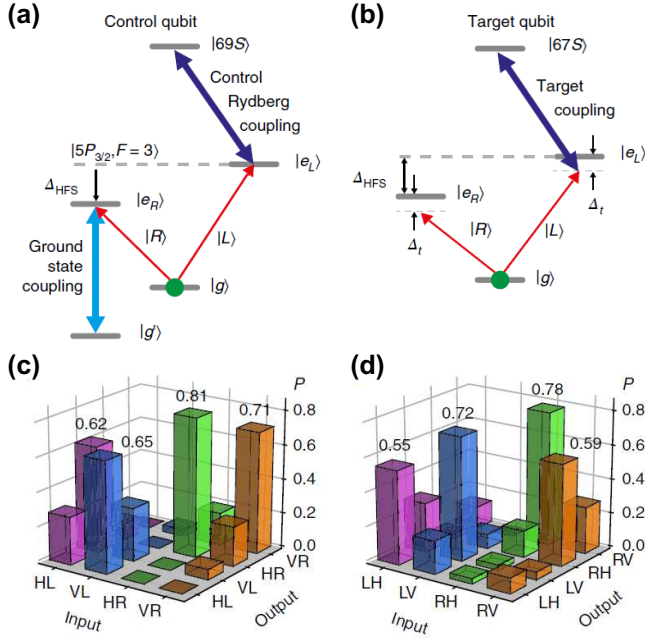 (a)
Control qubit
|69S⟩
Control
Rydberg
coupling
|5P3/2, F = 3⟩
|eL⟩
ΔHFS
|eR⟩
|R⟩
|L⟩
Ground
state
coupling
|g⟩
|g'⟩
(b)
Target qubit
|67S⟩
Target
coupling
|eL⟩
ΔHFS
|eR⟩
Δt
|R⟩
|L⟩
Δt
|g⟩
(c)
P
0.81
0.71
0.62
0.65
0.8
0.6
0.4
0.2
0.0
HL
VL
HR
VR
Input
HL
VL
HR
VR
Output
(d)
P
0.78
0.72
0.59
0.55
0.8
0.6
0.4
0.2
0.0
LH
LV
RH
RV
Input
LH
LV
RH
RV
Output